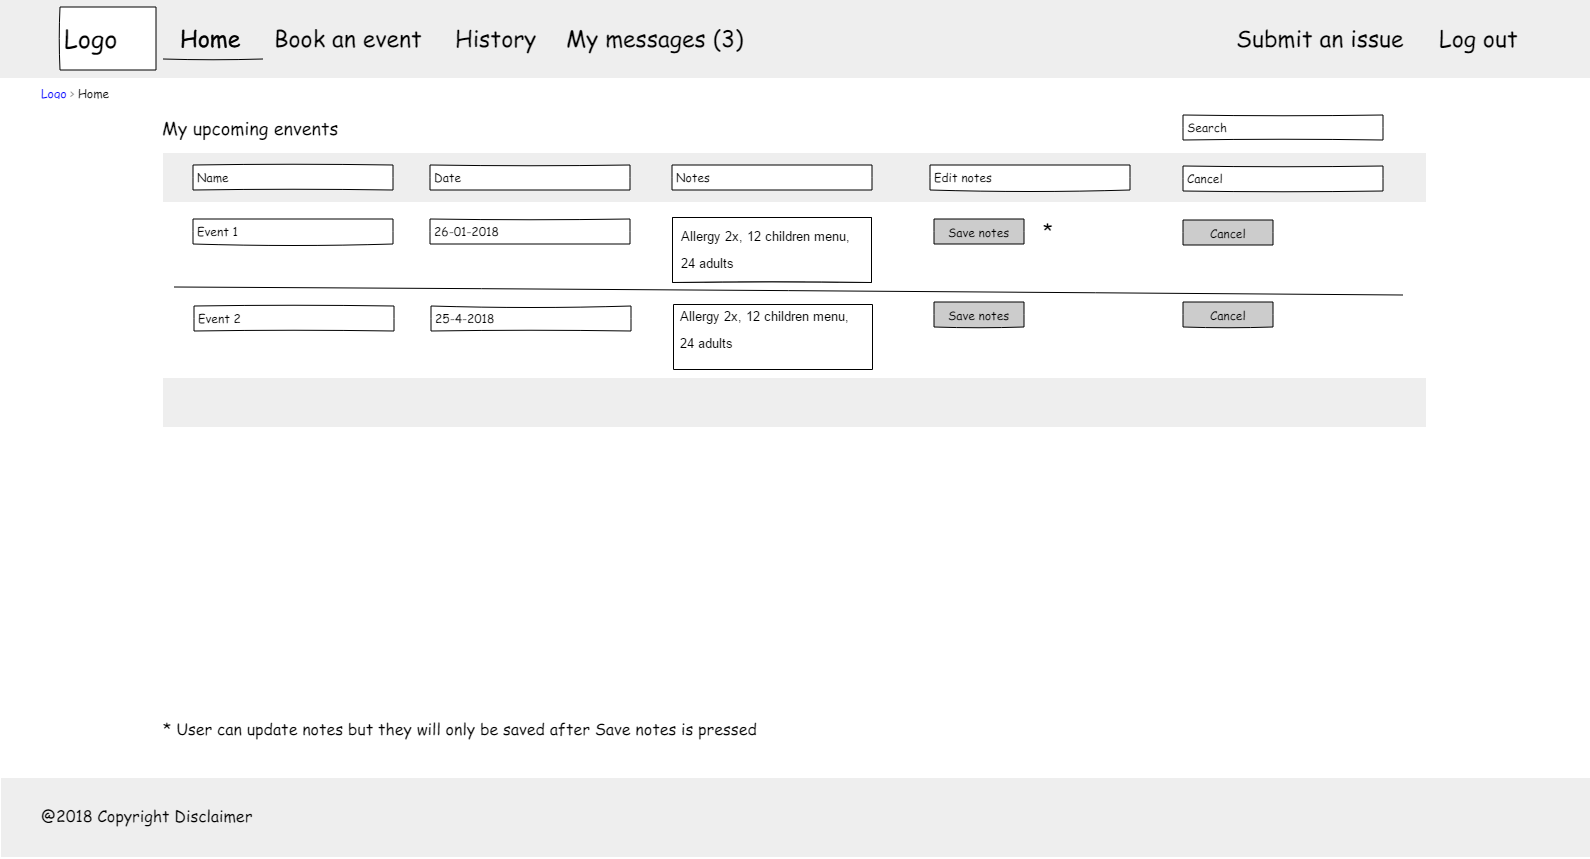 Logo Home Book an event History My messages (3) Submit an issue Log out
Logo > Home
My upcoming envents Search
Name Date Notes Edit notes Cancel
Event 1 26-01-2018 Allergy 2x, 12 children menu, Save notes * Cancel
24 adults
Event 2 25-4-2018 Allergy 2x, 12 children menu, Save notes Cancel
24 adults
* User can update notes but they will only be saved after Save notes is pressed
@2018 Copyright Disclaimer